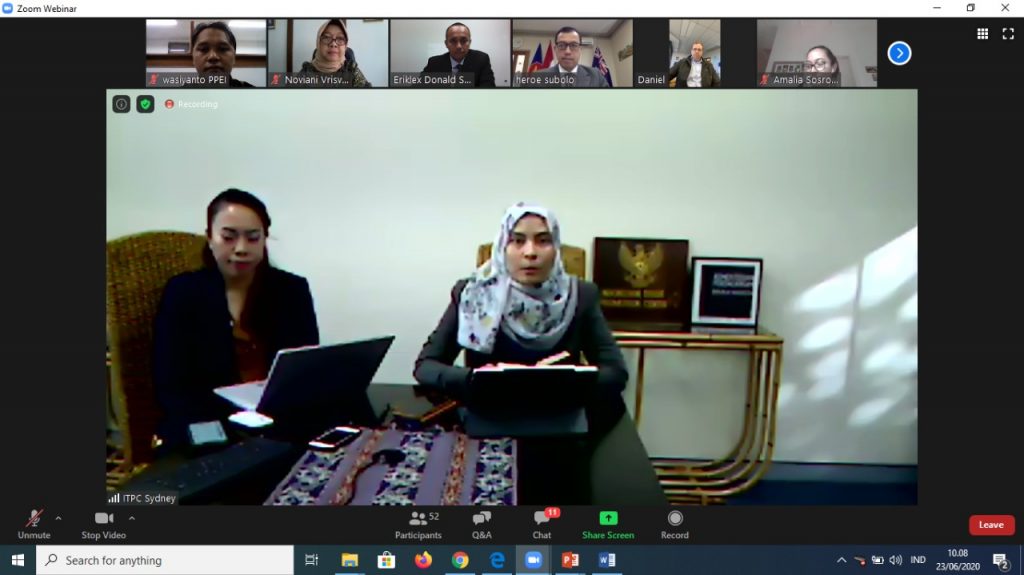 Zoom Webinar
wasiyanto PPEI
Noviani Vrisv...
Eriklex Donald S...
heroe subolo
Daniel
Amalia Sosro...
Recording
ITPC Sydney
Unmute
Stop Video
52
Participants
Q&A
11
Chat
Share Screen
Record
Leave
Search for anything
IND
10.08
23/06/2020
2